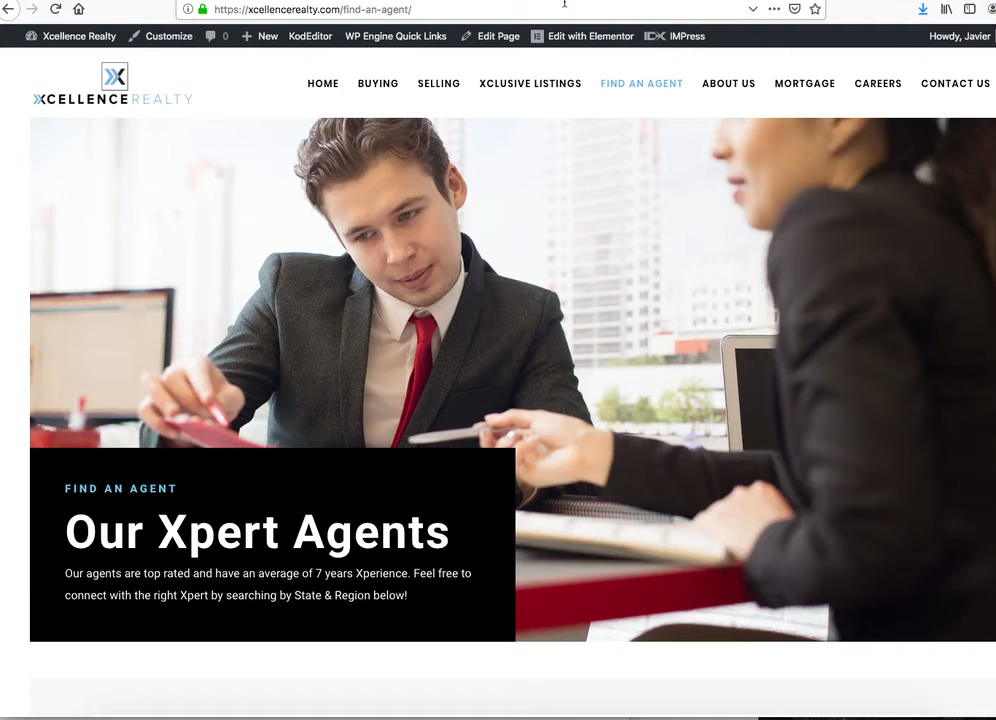 https://xcellencerealty.com/find-an-agent/
Xcellence Realty Customize 0 New KodEditor WP Engine Quick Links Edit Page Edit with Elementor IMPress Howdy, Javier
XCELLENCEREALTY
HOME BUYING SELLING XCLUSIVE LISTINGS FIND AN AGENT ABOUT US MORTGAGE CAREERS CONTACT US
FIND AN AGENT
Our Xpert Agents
Our agents are top rated and have an average of 7 years Xperience. Feel free to
connect with the right Xpert by searching by State & Region below!